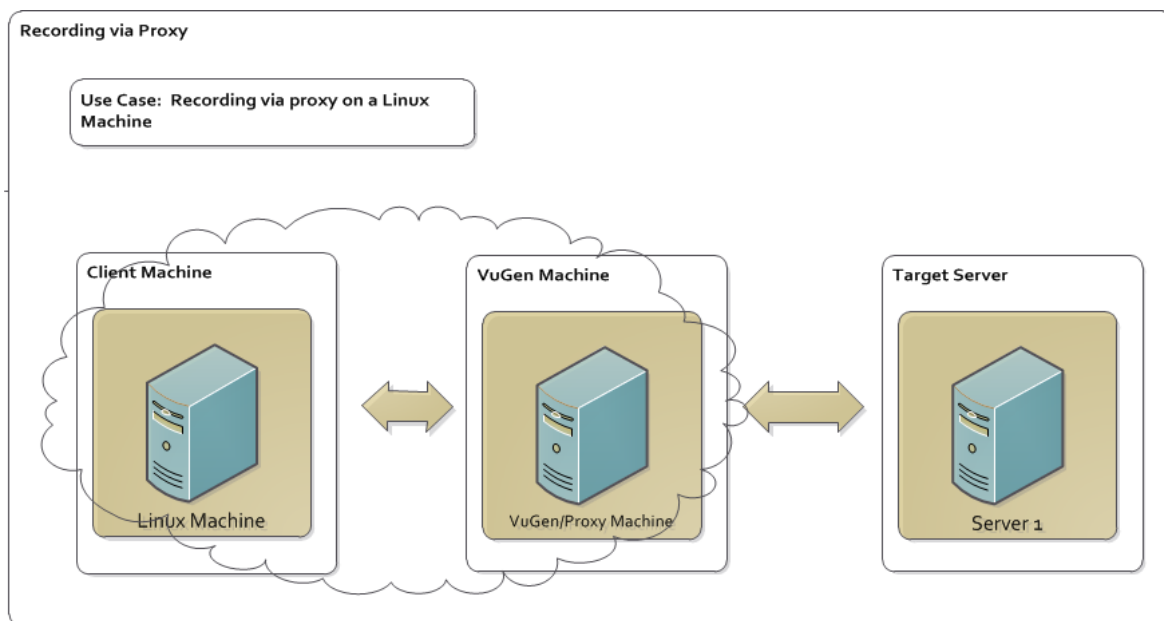 Recording via Proxy
Use Case:  Recording via proxy on a Linux
Machine
Client Machine
VuGen Machine
Target Server
Linux Machine
VuGen/Proxy Machine
Server 1